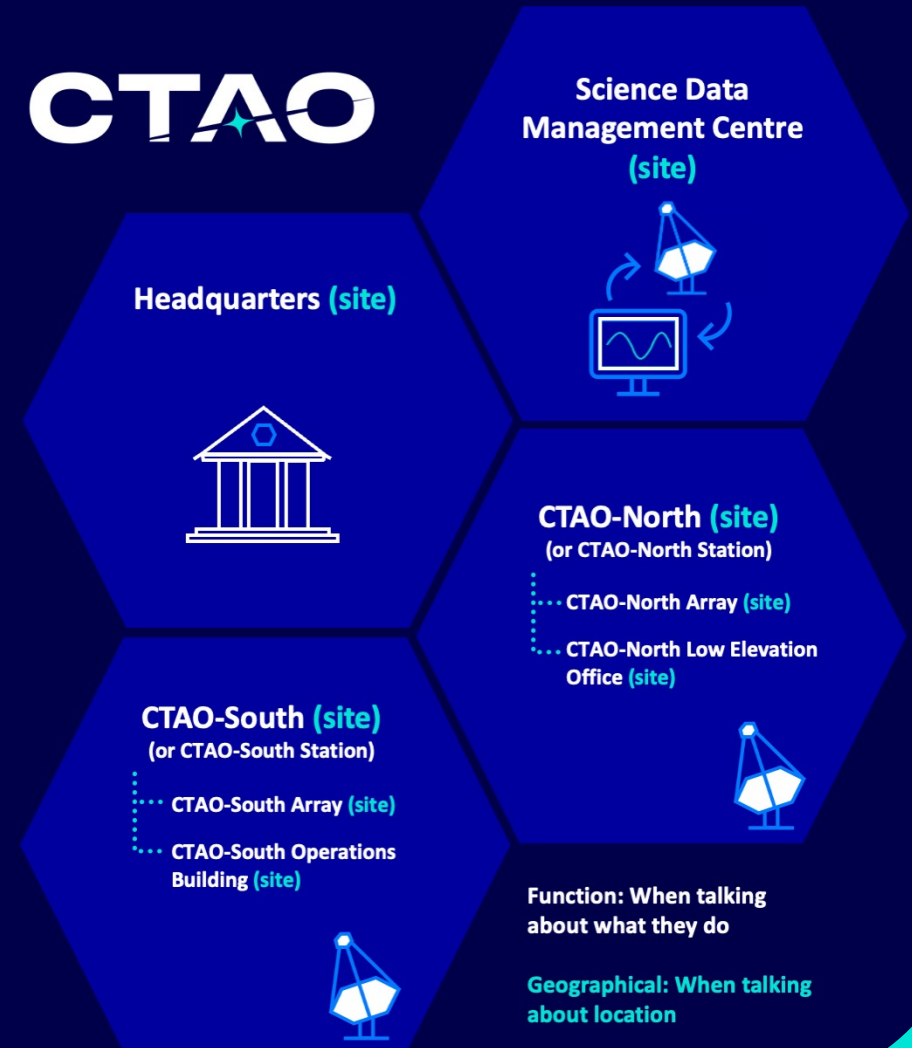 CTAO
Science Data
Management Centre
(site)
Headquarters (site)
CTAO-North (site)
(or CTAO-North Station)
CTAO-North Array (site)
CTAO-North Low Elevation
Office (site)
CTAO-South (site)
(or CTAO-South Station)
CTAO-South Array (site)
CTAO-South Operations
Building (site)
Function: When talking
about what they do
Geographical: When talking
about location